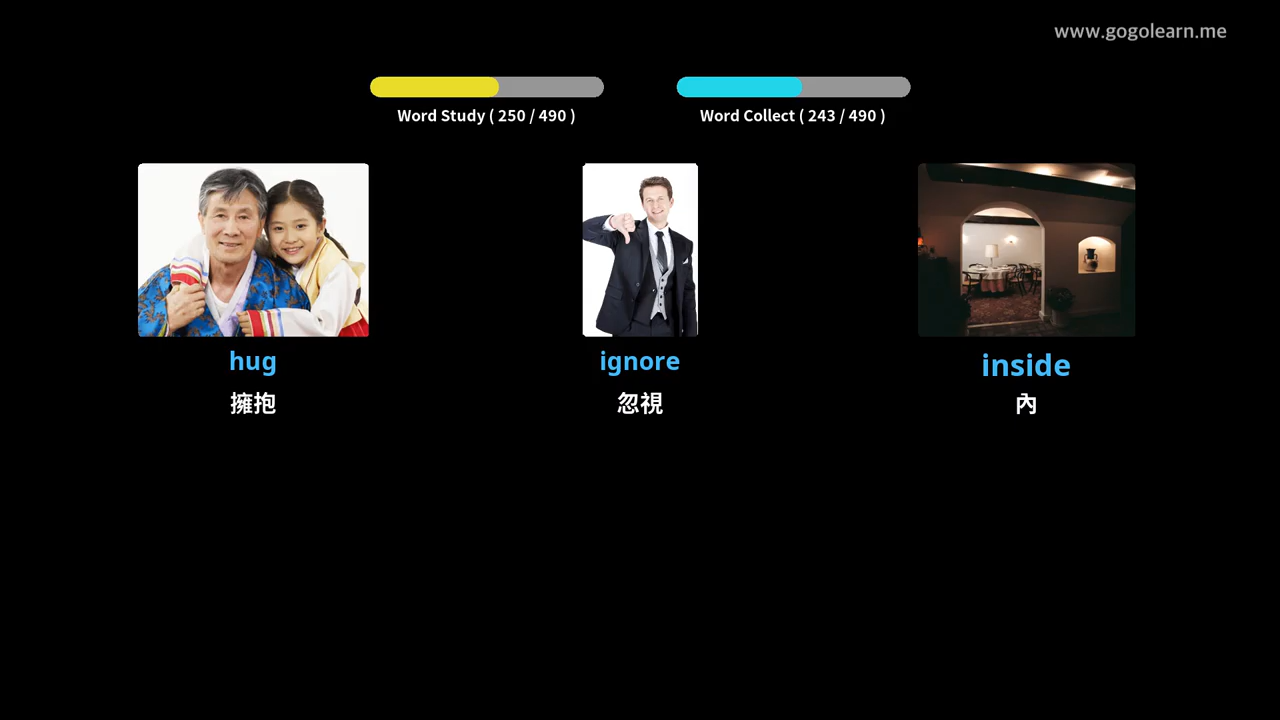 www.gogolearn.me
Word Study ( 250 / 490 )
Word Collect ( 243 / 490 )
hug
擁抱
ignore
忽視
inside
內